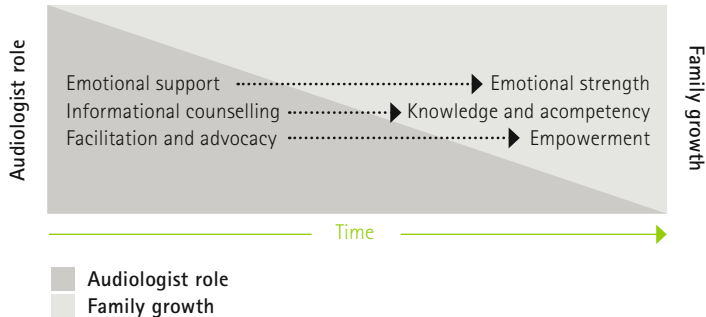 Audiologist role
Emotional support Emotional strength
Informational counselling Knowledge and acompetency
Facilitation and advocacy Empowerment
Family growth
Time
Audiologist role
Family growth